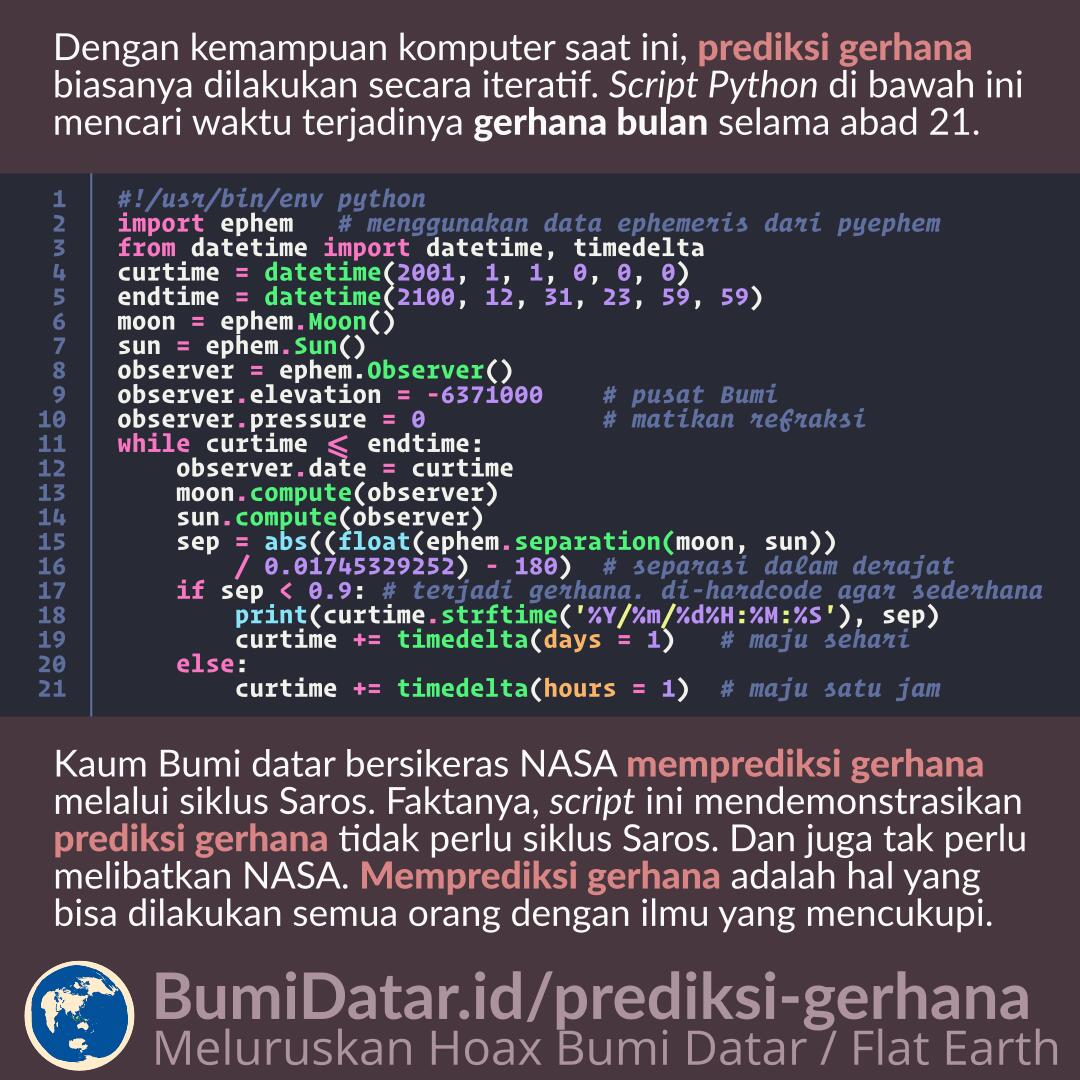 Dengan kemampuan komputer saat ini, prediksi gerhana
biasanya dilakukan secara iteratif. Script Python di bawah ini
mencari waktu terjadinya gerhana bulan selama abad 21.
1 #!/usr/bin/env python
2 import ephem # menggunakan data ephemeris dari pyephem
3 from datetime import datetime, timedelta
4 curtime = datetime(2001, 1, 1, 0, 0, 0)
5 endtime = datetime(2100, 12, 31, 23, 59, 59)
6 moon = ephem.Moon()
7 sun = ephem.Sun()
8 observer = ephem.Observer()
9 observer.elevation = -6371000 # pusat Bumi
10 observer.pressure = 0 # matikan refraksi
11 while curtime ⩽ endtime:
12 observer.date = curtime
13 moon.compute(observer)
14 sun.compute(observer)
15 sep = abs((float(ephem.separation(moon, sun))
16 / 0.01745329252) - 180) # separasi dalam derajat
17 if sep < 0.9: # terjadi gerhana. di-hardcode agar sederhana
18 print(curtime.strftime('%Y/%m/%d%H:%M:%S'), sep)
19 curtime += timedelta(days = 1) # maju sehari
20 else:
21 curtime += timedelta(hours = 1) # maju satu jam
Kaum Bumi datar bersikeras NASA memprediksi gerhana
melalui siklus Saros. Faktanya, script ini mendemonstrasikan
prediksi gerhana tidak perlu siklus Saros. Dan juga tak perlu
melibatkan NASA. Memprediksi gerhana adalah hal yang
bisa dilakukan semua orang dengan ilmu yang mencukupi.
BumiDatar.id/prediksi-gerhana
Meluruskan Hoax Bumi Datar / Flat Earth